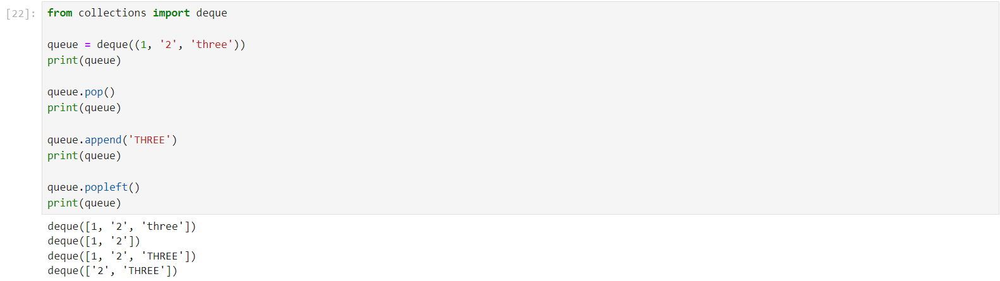 [22]:
from collections import deque
queue = deque((1, '2', 'three'))
print(queue)
queue.pop()
print(queue)
queue.append('THREE')
print(queue)
queue.popleft()
print(queue)
deque([1, '2', 'three'])
deque([1, '2'])
deque([1, '2', 'THREE'])
deque(['2', 'THREE'])